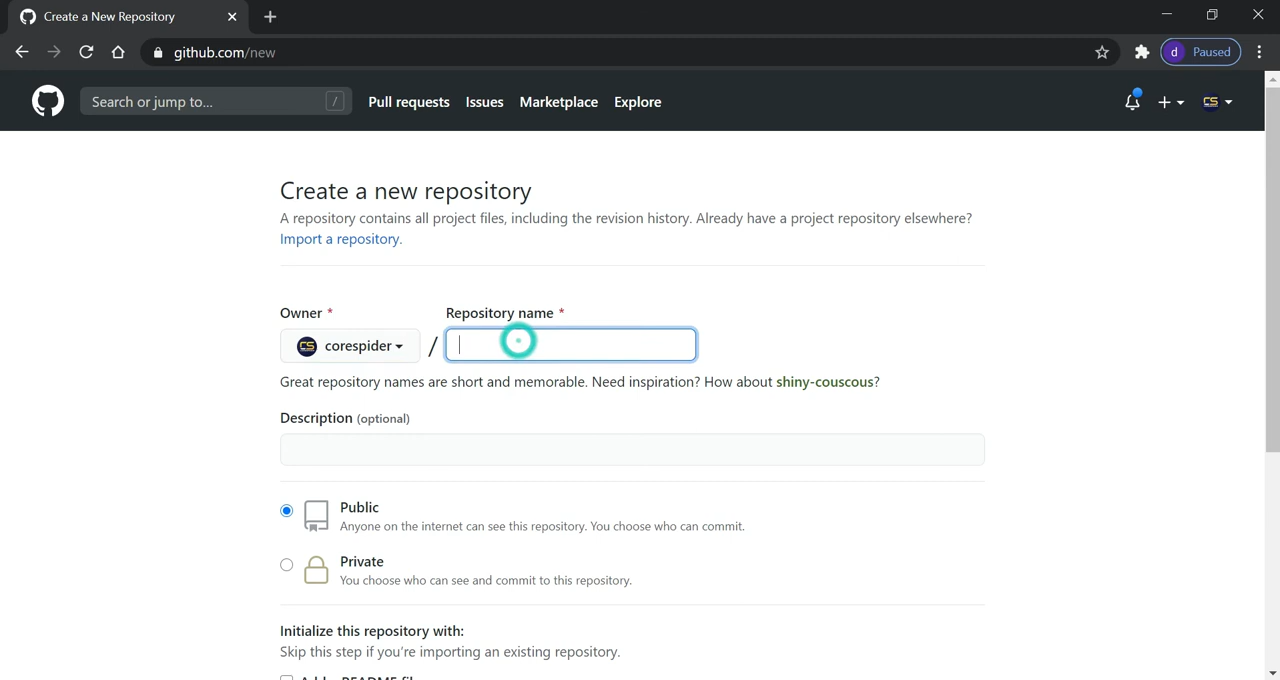 Create a New Repository
github.com/new
d Paused
Search or jump to... /
Pull requests Issues Marketplace Explore
CS
Create a new repository
A repository contains all project files, including the revision history. Already have a project repository elsewhere?
Import a repository.
Owner * Repository name *
CS corespider /
Great repository names are short and memorable. Need inspiration? How about shiny-couscous?
Description (optional)
Public
Anyone on the internet can see this repository. You choose who can commit.
Private
You choose who can see and commit to this repository.
Initialize this repository with:
Skip this step if you're importing an existing repository.